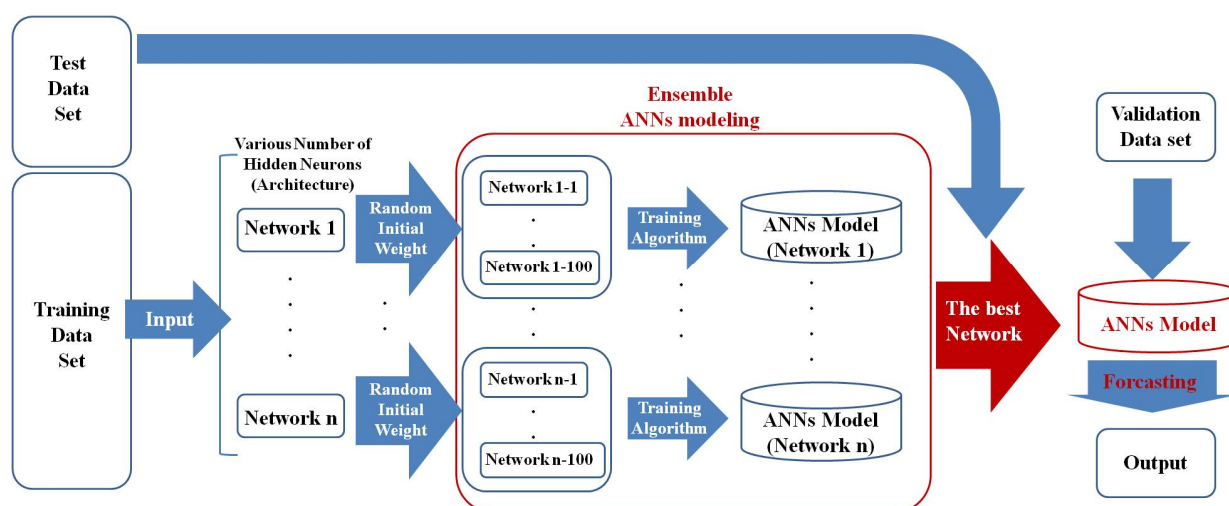 Test
Data
Set
Training
Data
Set
Input
Various Number of
Hidden Neurons
(Architecture)
Network 1
Network n
Random
Initial
Weight
Random
Initial
Weight
Ensemble
ANNs modeling
Network 1-1
Network 1-100
Network n-1
Network n-100
Training
Algorithm
Training
Algorithm
ANNs Model
(Network 1)
ANNs Model
(Network n)
The best
Network
Validation
Data set
ANNs Model
Forcasting
Output